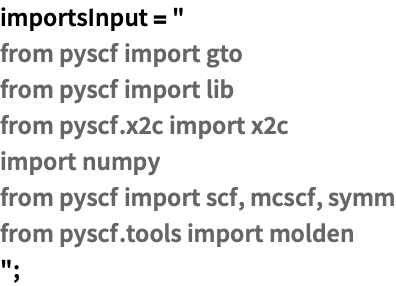 importsInput = "
from pyscf import gto
from pyscf import lib
from pyscf.x2c import x2c
import numpy
from pyscf import scf, mcscf, symm
from pyscf.tools import molden
";